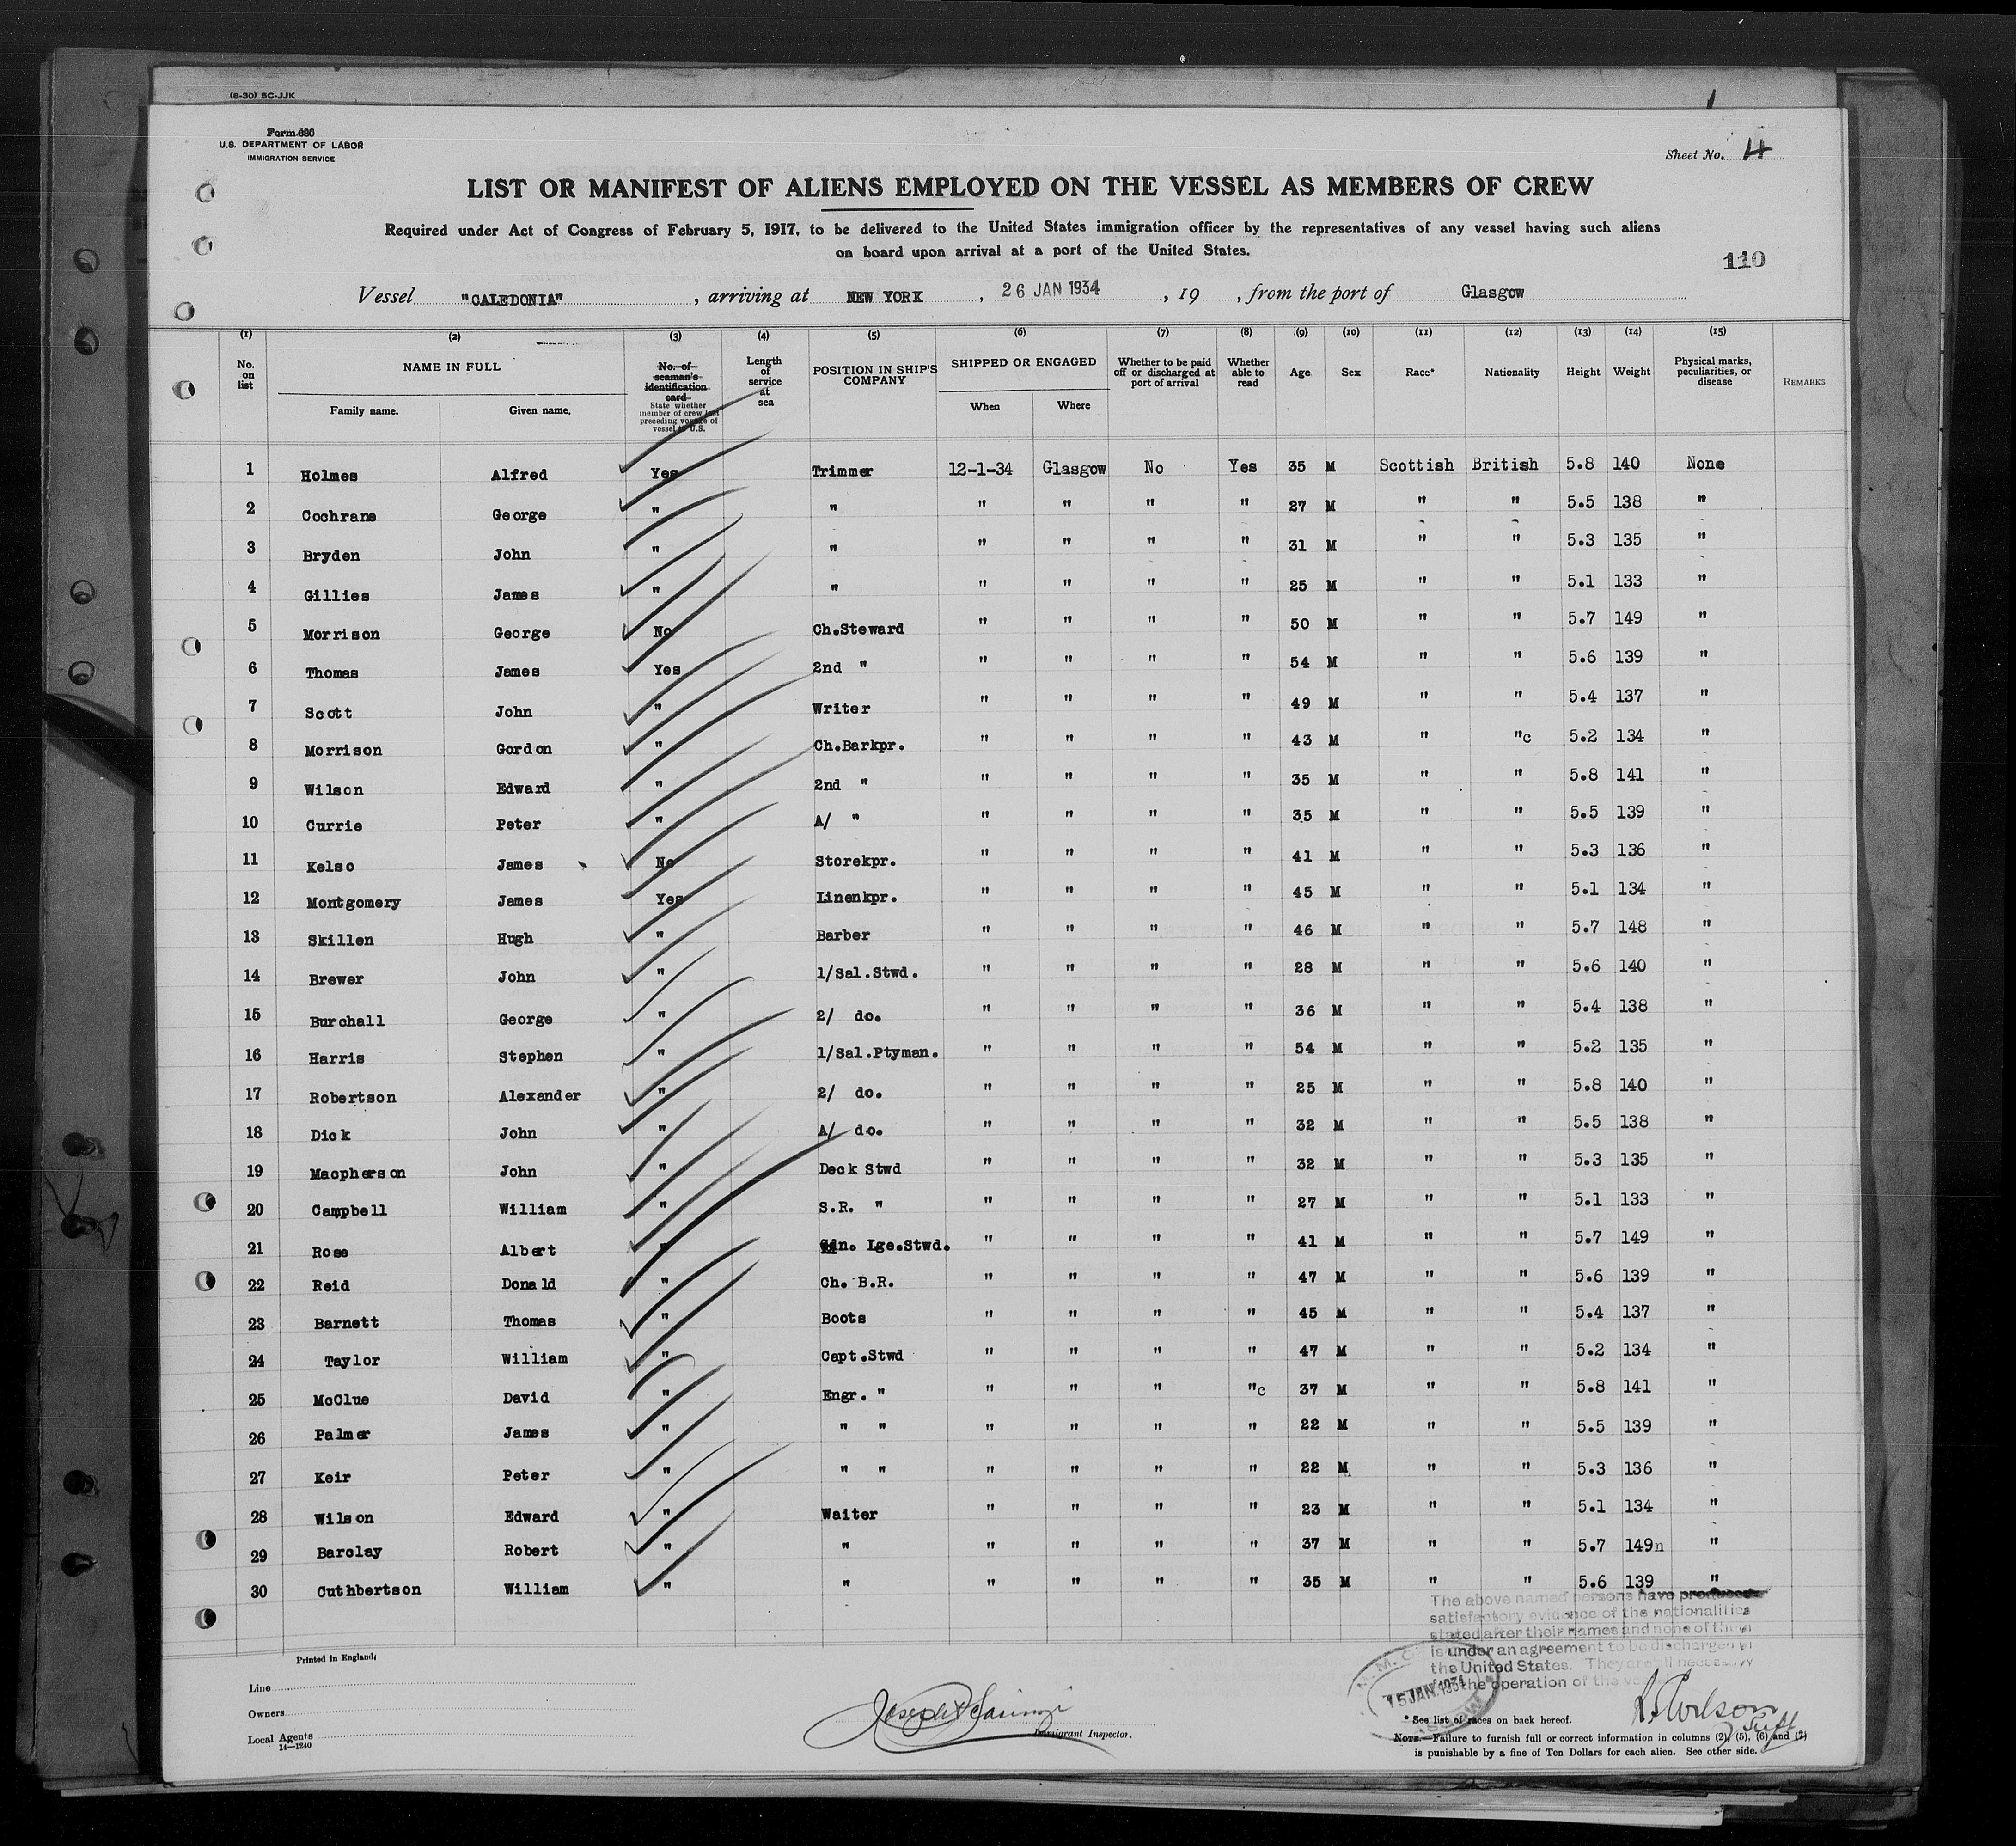 (6-30) BC-JJK
Form 680
U.S. DEPARTMENT OF LABOR
IMMIGRATION SERVICE
Sheet No. 4
LIST OR MANIFEST OF ALIENS EMPLOYED ON THE VESSEL AS MEMBERS OF CREW
Required under Act of Congress of February 5, 1917, to be delivered to the United States immigration officer by the representatives of any vessel having such aliens
on board upon arrival at a port of the United States.
110
Vessel "CALEDONIA" , arriving at NEW YORK , 26 JAN 1934 , 19 , from the port of Glasgow
(1) (2) (3) (4) (5) (6) (7) (8) (9) (10) (11) (12) (13) (14) (15)
No. on list NAME IN FULL Family name. Given name. No. of seaman's identification card State whether member of crew last preceding voyage of vessel to U.S. Length of service at sea POSITION IN SHIP'S COMPANY SHIPPED OR ENGAGED When Where Whether to be paid off or discharged at port of arrival Whether able to read Age Sex Race* Nationality Height Weight Physical marks, peculiarities, or disease REMARKS
1 Holmes Alfred Yes Trimmer 12-1-34 Glasgow No Yes 35 M Scottish British 5.8 140 None
2 Cochrane George " " " " " " 27 M " " 5.5 138 "
3 Bryden John " " " " " " 31 M " " 5.3 135 "
4 Gillies James " " " " " " 25 M " " 5.1 133 "
5 Morrison George No Ch.Steward " " " " 50 M " " 5.7 149 "
6 Thomas James Yes 2nd " " " " " 54 M " " 5.6 139 "
7 Scott John " Writer " " " " 49 M " " 5.4 137 "
8 Morrison Gordon " Ch.Barkpr. " " " " 43 M " "c 5.2 134 "
9 Wilson Edward " 2nd " " " " " 35 M " " 5.8 141 "
10 Currie Peter " A/ " " " " " 35 M " " 5.5 139 "
11 Kelso James No Storekpr. " " " " 41 M " " 5.3 136 "
12 Montgomery James Yes Linenkpr. " " " " 45 M " " 5.1 134 "
13 Skillen Hugh " Barber " " " " 46 M " " 5.7 148 "
14 Brewer John " 1/Sal.Stwd. " " " " 28 M " " 5.6 140 "
15 Burchall George " 2/ do. " " " " 36 M " " 5.4 138 "
16 Harris Stephen " 1/Sal.Ptyman. " " " " 54 M " " 5.2 135 "
17 Robertson Alexander " 2/ do. " " " " 25 M " " 5.8 140 "
18 Dick John " A/ do. " " " " 32 M " " 5.5 138 "
19 Macpherson John " Deck Stwd " " " " 32 M " " 5.3 135 "
20 Campbell William " S.R. " " " " " 27 M " " 5.1 133 "
21 Rose Albert " Lge.Stwd. " " " " 41 M " " 5.7 149 "
22 Reid Donald " Ch. B.R. " " " " 47 M " " 5.6 139 "
23 Barnett Thomas " Boots " " " " 45 M " " 5.4 137 "
24 Taylor William " Capt.Stwd " " " " 47 M " " 5.2 134 "
25 McClue David " Engr. " " " " "c 37 M " " 5.8 141 "
26 Palmer James " " " " " " " 22 M " " 5.5 139 "
27 Keir Peter " " " " " " " 22 M " " 5.3 136 "
28 Wilson Edward " Waiter " " " " 23 M " " 5.1 134 "
29 Barclay Robert " " " " " " 37 M " " 5.7 149n "
30 Cuthbertson William " " " " " " 35 M " " 5.6 139 "
The above named persons have produced
satisfactory evidence of the nationalities
stated after their names and none of them
is under an agreement to be discharged in
the United States. They are all necessary
the operation of the
15 JAN. 1934
Printed in England.
Line
Owners
Local Agents
14—1240
Immigrant Inspector.
* See list of races on back hereof.
NOTE.—Failure to furnish full or correct information in columns (2), (5), (6) and (7)
is punishable by a fine of Ten Dollars for each alien. See other side.